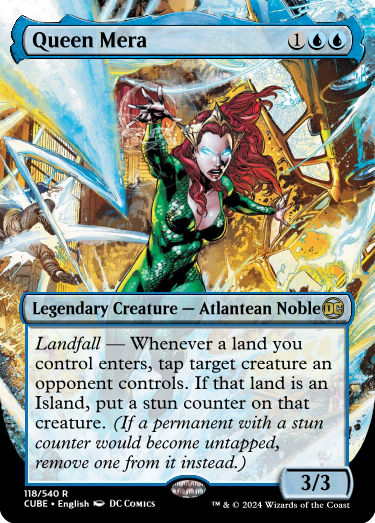 Queen Mera 1
Legendary Creature — Atlantean Noble DC
Landfall — Whenever a land you
control enters, tap target creature an
opponent controls. If that land is an
Island, put a stun counter on that
creature. (If a permanent with a stun
counter would become untapped,
remove one from it instead.)
3/3
118/540 R
CUBE • English DC COMICS
™ & © 2024 Wizards of the Coast